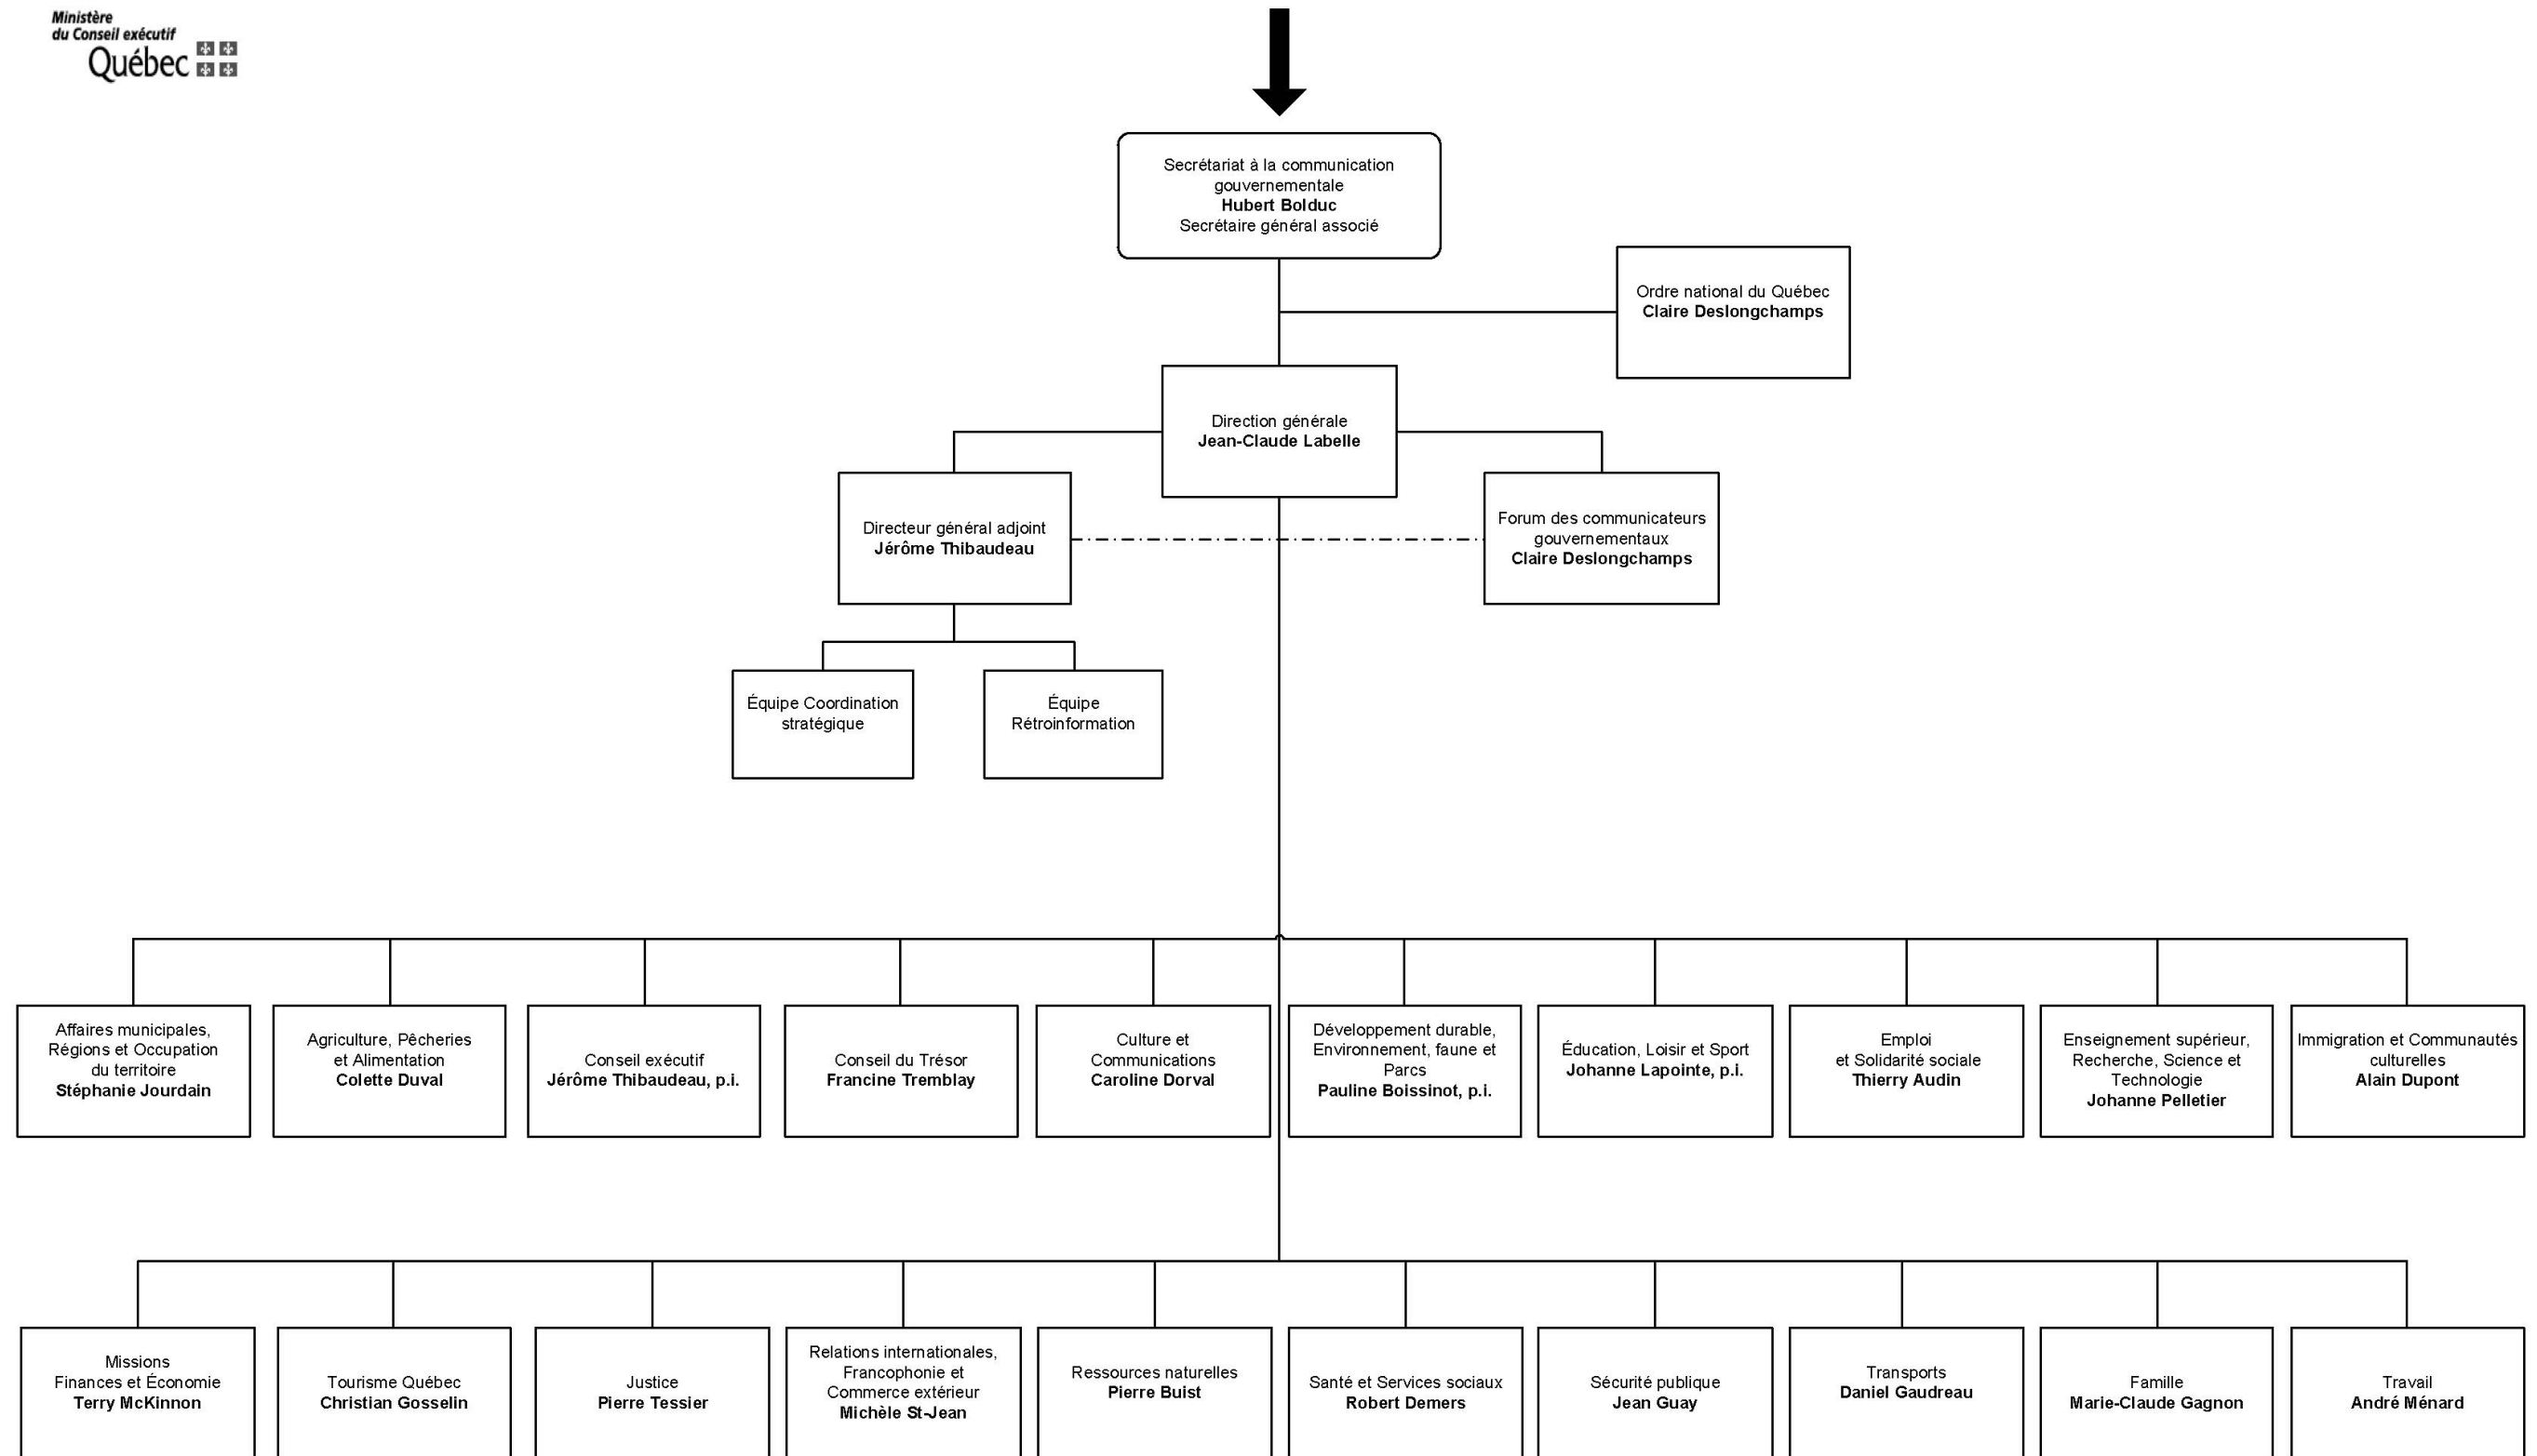 Ministère
du Conseil exécutif
Québec
Secrétariat à la communication
gouvernementale
Hubert Bolduc
Secrétaire général associé
Ordre national du Québec
Claire Deslongchamps
Direction générale
Jean-Claude Labelle
Directeur général adjoint
Jérôme Thibaudeau
Forum des communicateurs
gouvernementaux
Claire Deslongchamps
Équipe Coordination
stratégique
Équipe
Rétroinformation
Affaires municipales,
Régions et Occupation
du territoire
Stéphanie Jourdain
Agriculture, Pêcheries
et Alimentation
Colette Duval
Conseil exécutif
Jérôme Thibaudeau, p.i.
Conseil du Trésor
Francine Tremblay
Culture et
Communications
Caroline Dorval
Développement durable,
Environnement, faune et
Parcs
Pauline Boissinot, p.i.
Éducation, Loisir et Sport
Johanne Lapointe, p.i.
Emploi
et Solidarité sociale
Thierry Audin
Enseignement supérieur,
Recherche, Science et
Technologie
Johanne Pelletier
Immigration et Communautés
culturelles
Alain Dupont
Missions
Finances et Économie
Terry McKinnon
Tourisme Québec
Christian Gosselin
Justice
Pierre Tessier
Relations internationales,
Francophonie et
Commerce extérieur
Michèle St-Jean
Ressources naturelles
Pierre Buist
Santé et Services sociaux
Robert Demers
Sécurité publique
Jean Guay
Transports
Daniel Gaudreau
Famille
Marie-Claude Gagnon
Travail
André Ménard